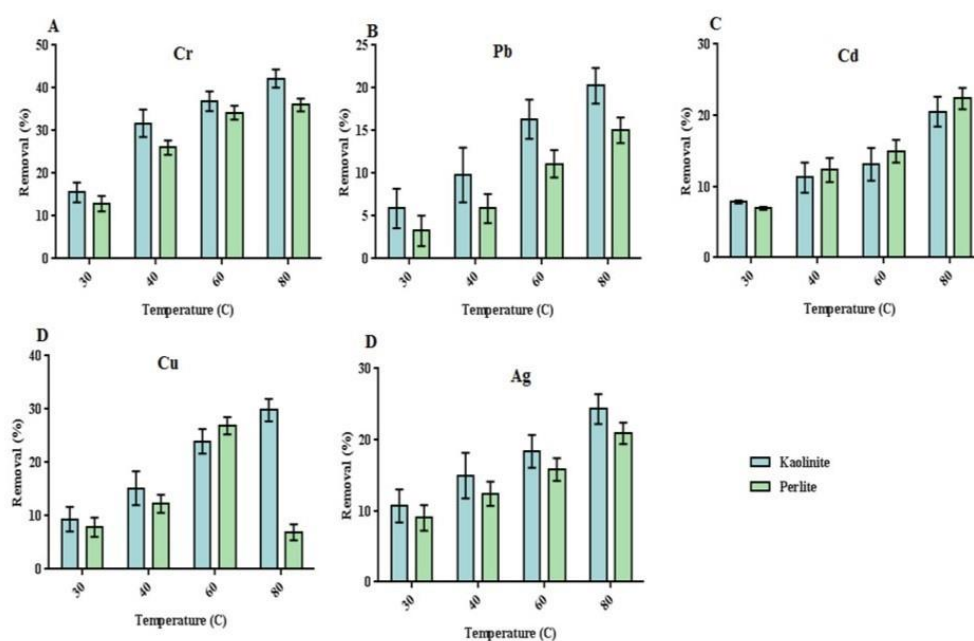 A
Cr
Removal (%)
50
40
30
20
10
0
30 40 60 80
Temperature (C)
B
Pb
Removal (%)
25
20
15
10
5
0
30 40 60 80
Temperature (C)
C
Cd
Removal (%)
30
20
10
0
30 40 60 80
Temperature (C)
D
Cu
Removal (%)
40
30
20
10
0
30 40 60 80
Temperature (C)
D
Ag
Removal (%)
30
20
10
0
30 40 60 80
Temperature (C)
Kaolinite
Perlite